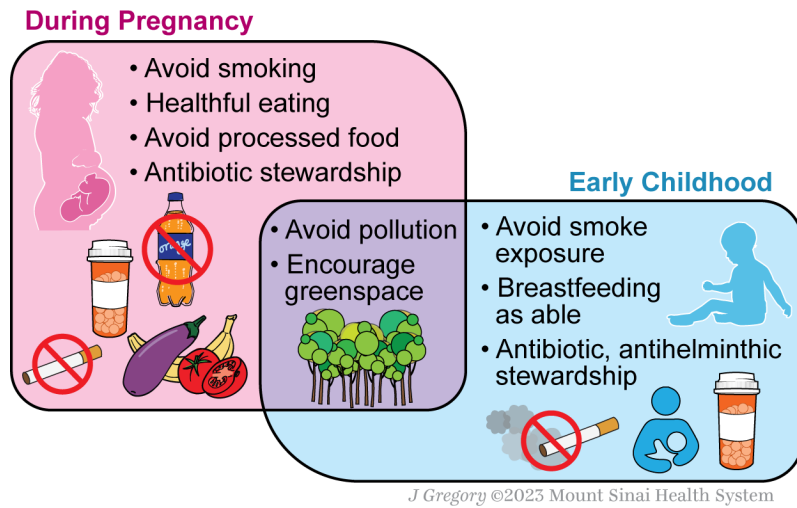 During Pregnancy
• Avoid smoking
• Healthful eating
• Avoid processed food
• Antibiotic stewardship
orange
• Avoid pollution
• Encourage
greenspace
Early Childhood
• Avoid smoke
exposure
• Breastfeeding
as able
• Antibiotic, antihelminthic
stewardship
J Gregory ©2023 Mount Sinai Health System